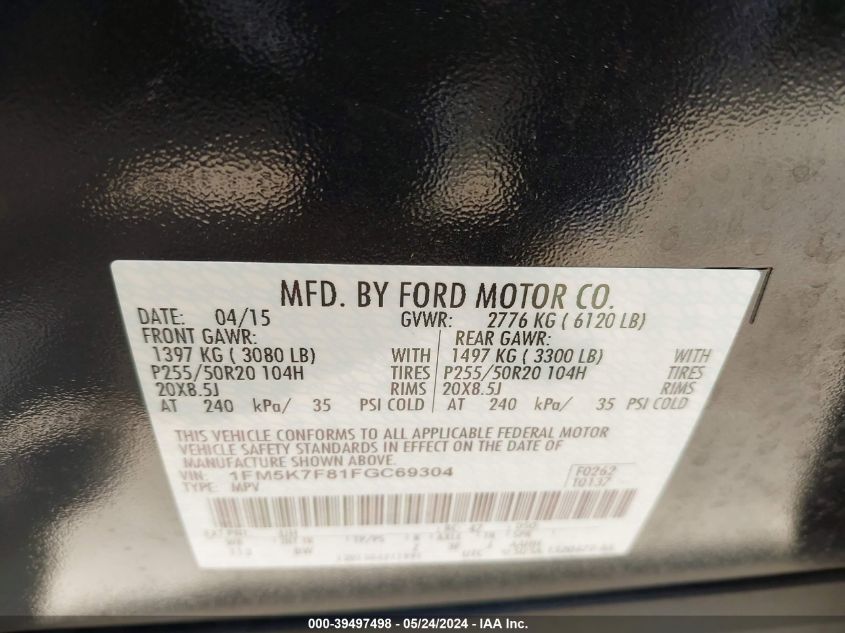 MFD. BY FORD MOTOR CO.
DATE: 04/15 GVWR: 2776 KG ( 6120 LB)
FRONT GAWR: REAR GAWR:
1397 KG ( 3080 LB) WITH 1497 KG ( 3300 LB) WITH
P255/50R20 104H TIRES P255/50R20 104H TIRES
20X8.5J RIMS 20X8.5J RIMS
AT 240 kPa/ 35 PSI COLD AT 240 kPa/ 35 PSI COLD
THIS VEHICLE CONFORMS TO ALL APPLICABLE FEDERAL MOTOR
VEHICLE SAFETY STANDARDS IN EFFECT ON THE DATE OF
MANUFACTURE SHOWN ABOVE.
VIN: 1FM5K7F81FGC69304 F0262
TYPE: MPV T0137
EXT PNT:
WB
000-39497498 - 05/24/2024 - IAA Inc.